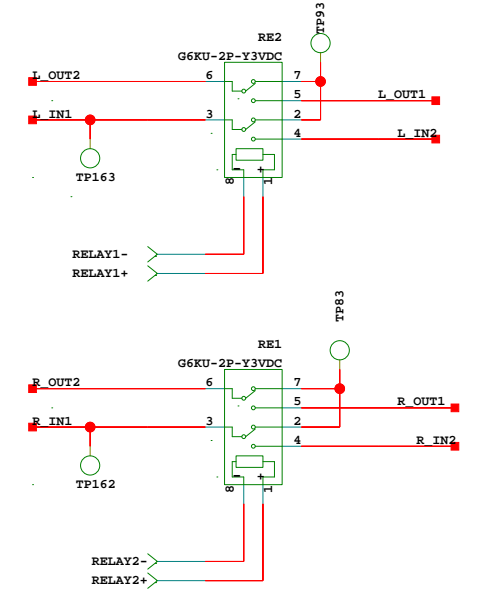 TP93
RE2
G6KU-2P-Y3VDC
L_OUT2 6 7
5 L_OUT1
L_IN1 3 2
4 L_IN2
- +
TP163
8 1
RELAY1-
RELAY1+
TP83
RE1
G6KU-2P-Y3VDC
R_OUT2 6 7
5 R_OUT1
R_IN1 3 2
4 R_IN2
- +
TP162
8 1
RELAY2-
RELAY2+